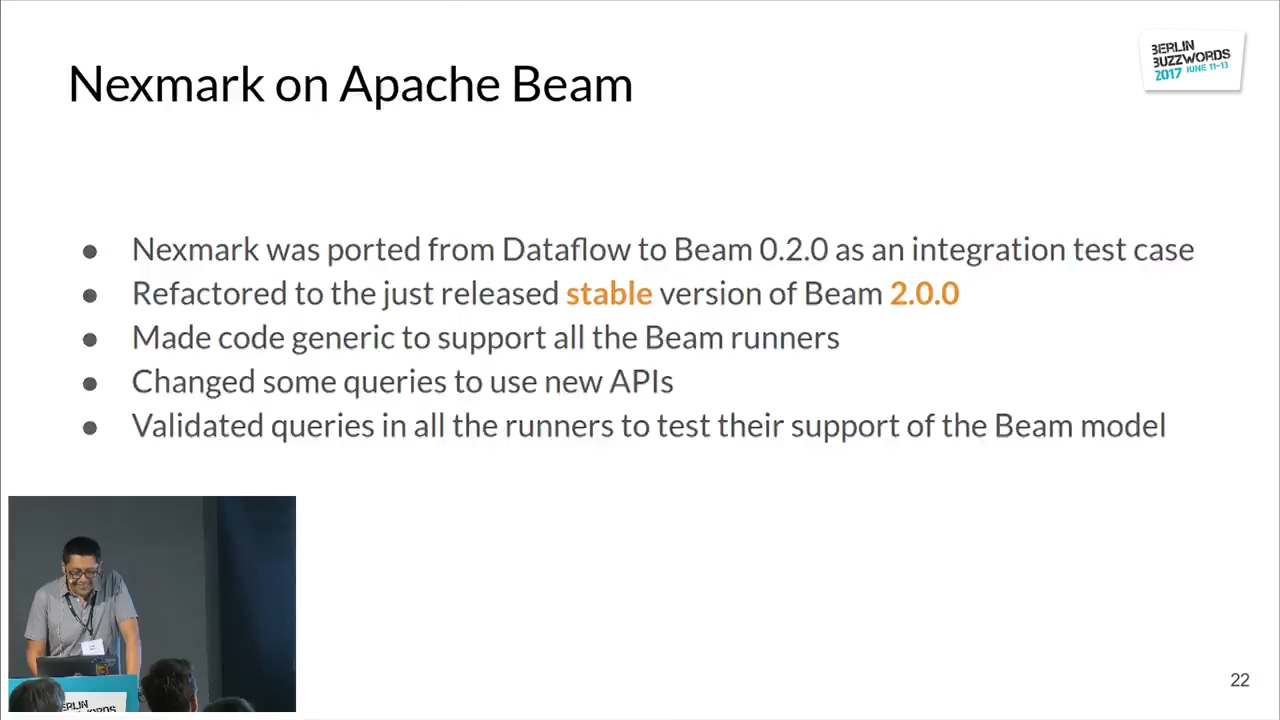 Nexmark on Apache Beam
BERLIN
BUZZWORDS
2017 JUNE 11-13
● Nexmark was ported from Dataflow to Beam 0.2.0 as an integration test case
● Refactored to the just released stable version of Beam 2.0.0
● Made code generic to support all the Beam runners
● Changed some queries to use new APIs
● Validated queries in all the runners to test their support of the Beam model
BERLIN
BUZZWORDS
22